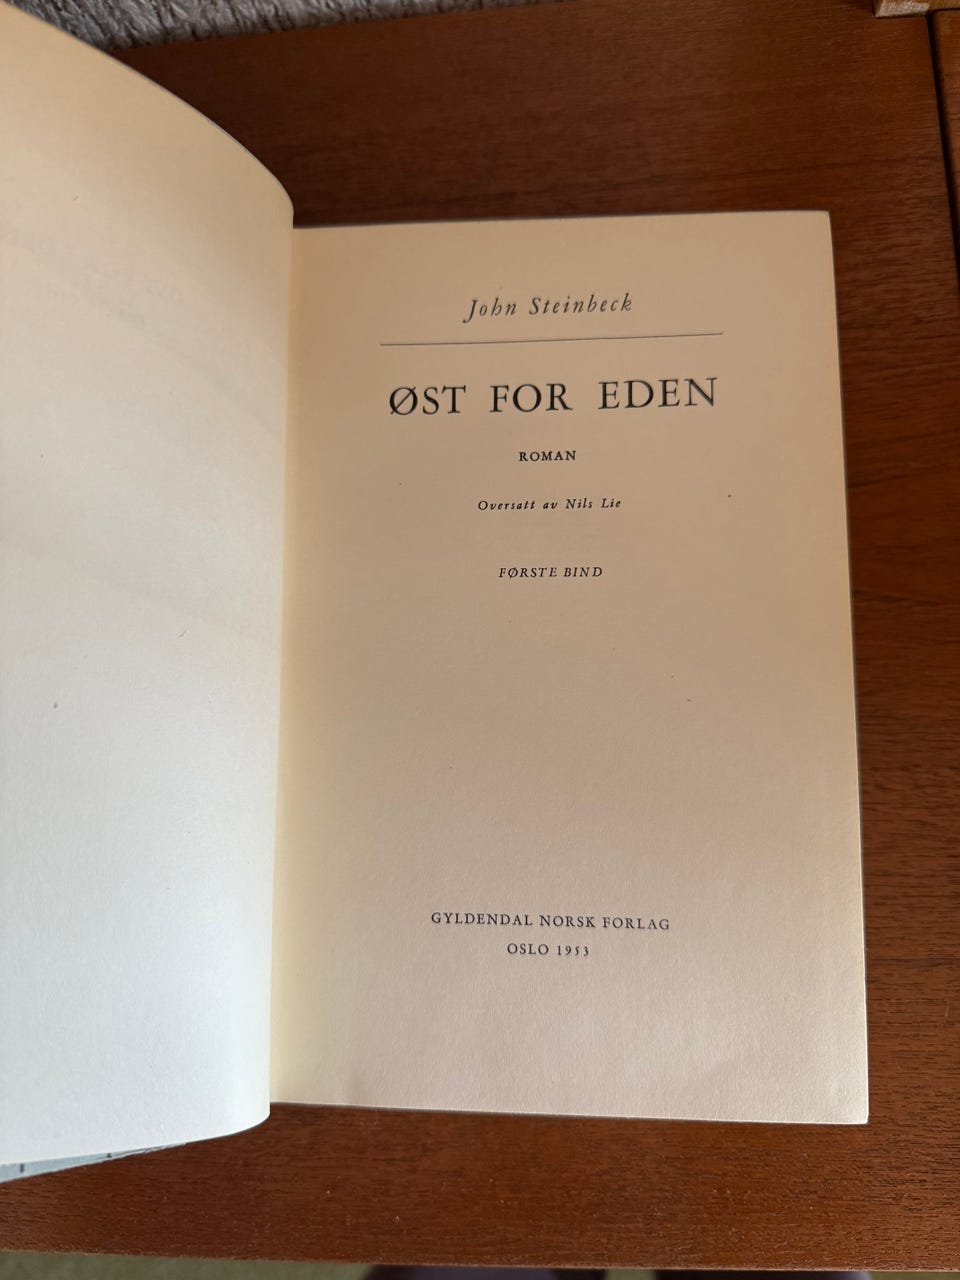 John Steinbeck
ØST FOR EDEN
ROMAN
Oversatt av Nils Lie
FØRSTE BIND
GYLDENDAL NORSK FORLAG
OSLO 1953